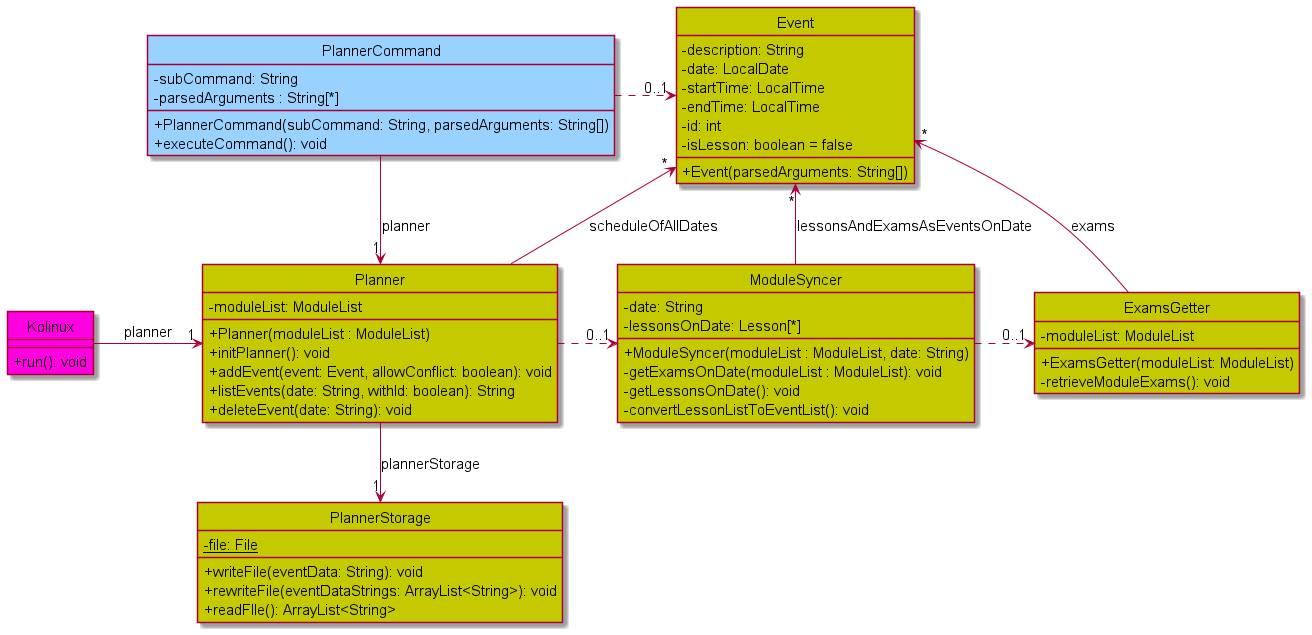 PlannerCommand
-subCommand: String
-parsedArguments : String[*]
+PlannerCommand(subCommand: String, parsedArguments: String[])
+executeCommand(): void
0..1
Event
-description: String
-date: LocalDate
-startTime: LocalTime
-endTime: LocalTime
-id: int
-isLesson: boolean = false
+Event(parsedArguments: String[])
*
*
*
planner
1
scheduleOfAllDates
lessonsAndExamsAsEventsOnDate
exams
Kolinux
+run(): void
planner
1
Planner
-moduleList: ModuleList
+Planner(moduleList : ModuleList)
+initPlanner(): void
+addEvent(event: Event, allowConflict: boolean): void
+listEvents(date: String, withId: boolean): String
+deleteEvent(date: String): void
0..1
ModuleSyncer
-date: String
-lessonsOnDate: Lesson[*]
+ModuleSyncer(moduleList : ModuleList, date: String)
-getExamsOnDate(moduleList : ModuleList): void
-getLessonsOnDate(): void
-convertLessonListToEventList(): void
0..1
ExamsGetter
-moduleList: ModuleList
+ExamsGetter(moduleList: ModuleList)
-retrieveModuleExams(): void
plannerStorage
1
PlannerStorage
-file: File
+writeFile(eventData: String): void
+rewriteFile(eventDataStrings: ArrayList<String>): void
+readFIle(): ArrayList<String>